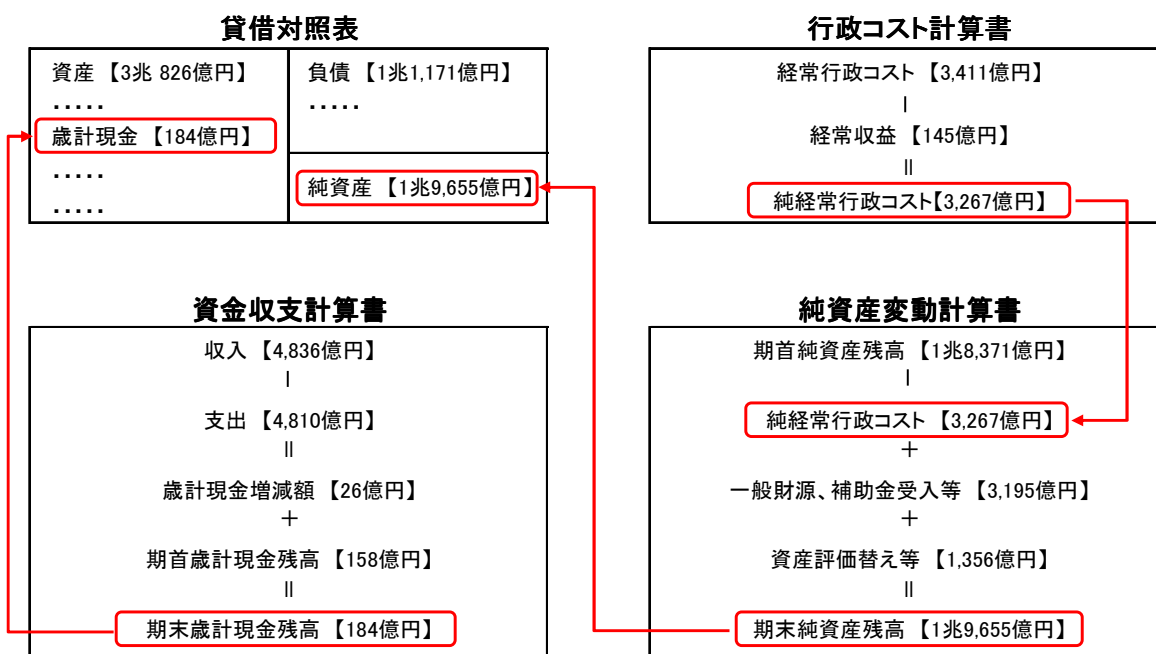 貸借対照表
資産 【3兆 826億円】
・・・・・
歳計現金 【184億円】
・・・・・
・・・・・
負債 【1兆1,171億円】
・・・・・
純資産 【1兆9,655億円】
行政コスト計算書
経常行政コスト 【3,411億円】
－
経常収益 【145億円】
＝
純経常行政コスト【3,267億円】
資金収支計算書
収入 【4,836億円】
－
支出 【4,810億円】
＝
歳計現金増減額 【26億円】
＋
期首歳計現金残高 【158億円】
＝
期末歳計現金残高 【184億円】
純資産変動計算書
期首純資産残高 【1兆8,371億円】
－
純経常行政コスト 【3,267億円】
＋
一般財源、補助金受入等 【3,195億円】
＋
資産評価替え等 【1,356億円】
＝
期末純資産残高 【1兆9,655億円】